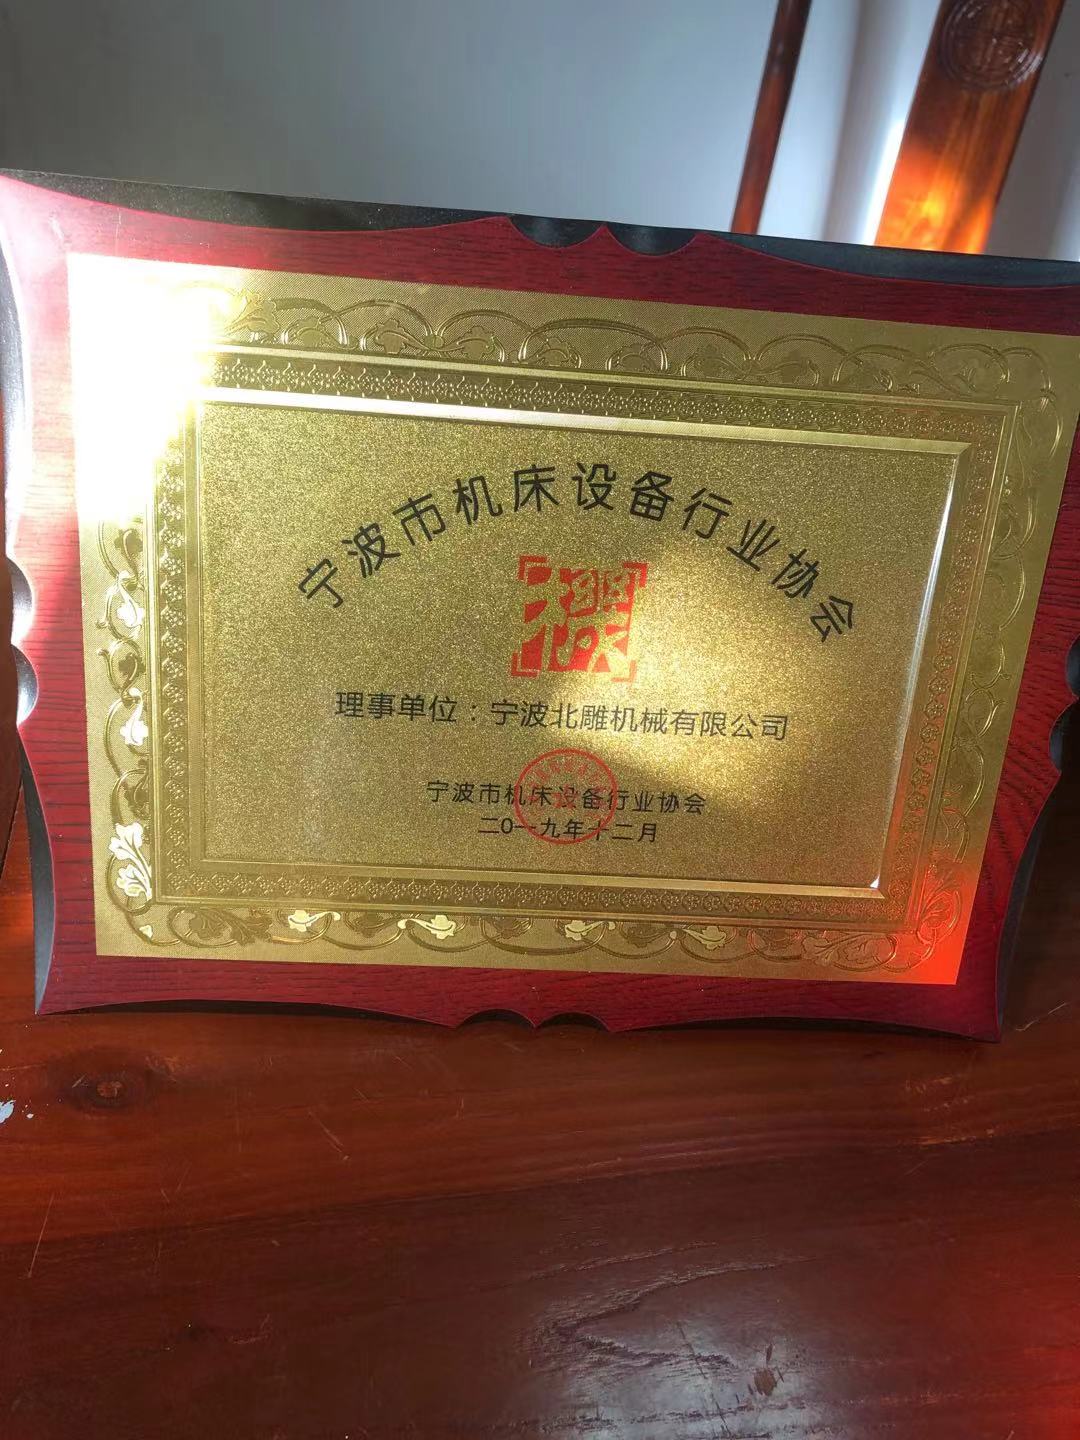 宁波市机床设备行业协会
理事单位：宁波北雕机械有限公司
宁波市机床设备行业协会
二0一九年十二月